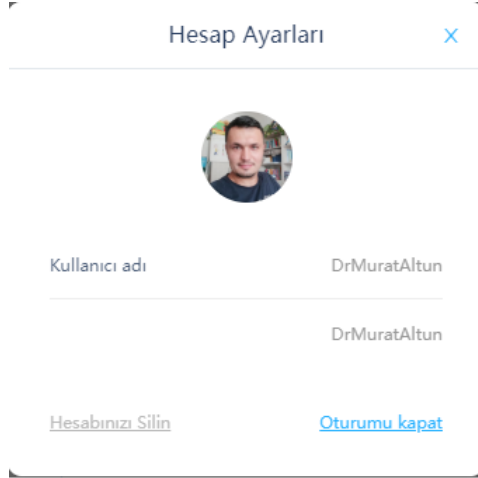 Hesap Ayarları X
Kullanıcı adı DrMuratAltun
DrMuratAltun
Hesabınızı Silin Oturumu kapat